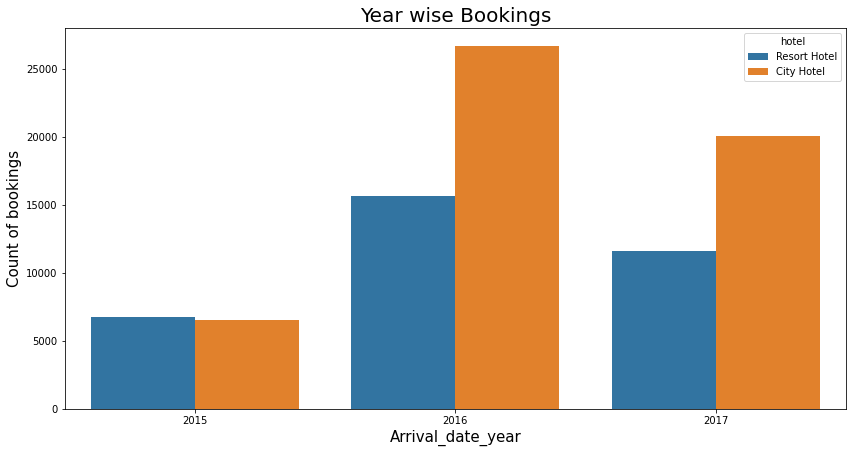 Year wise Bookings
hotel
Resort Hotel
City Hotel
Count of bookings
25000
20000
15000
10000
5000
0
2015 2016 2017
Arrival_date_year